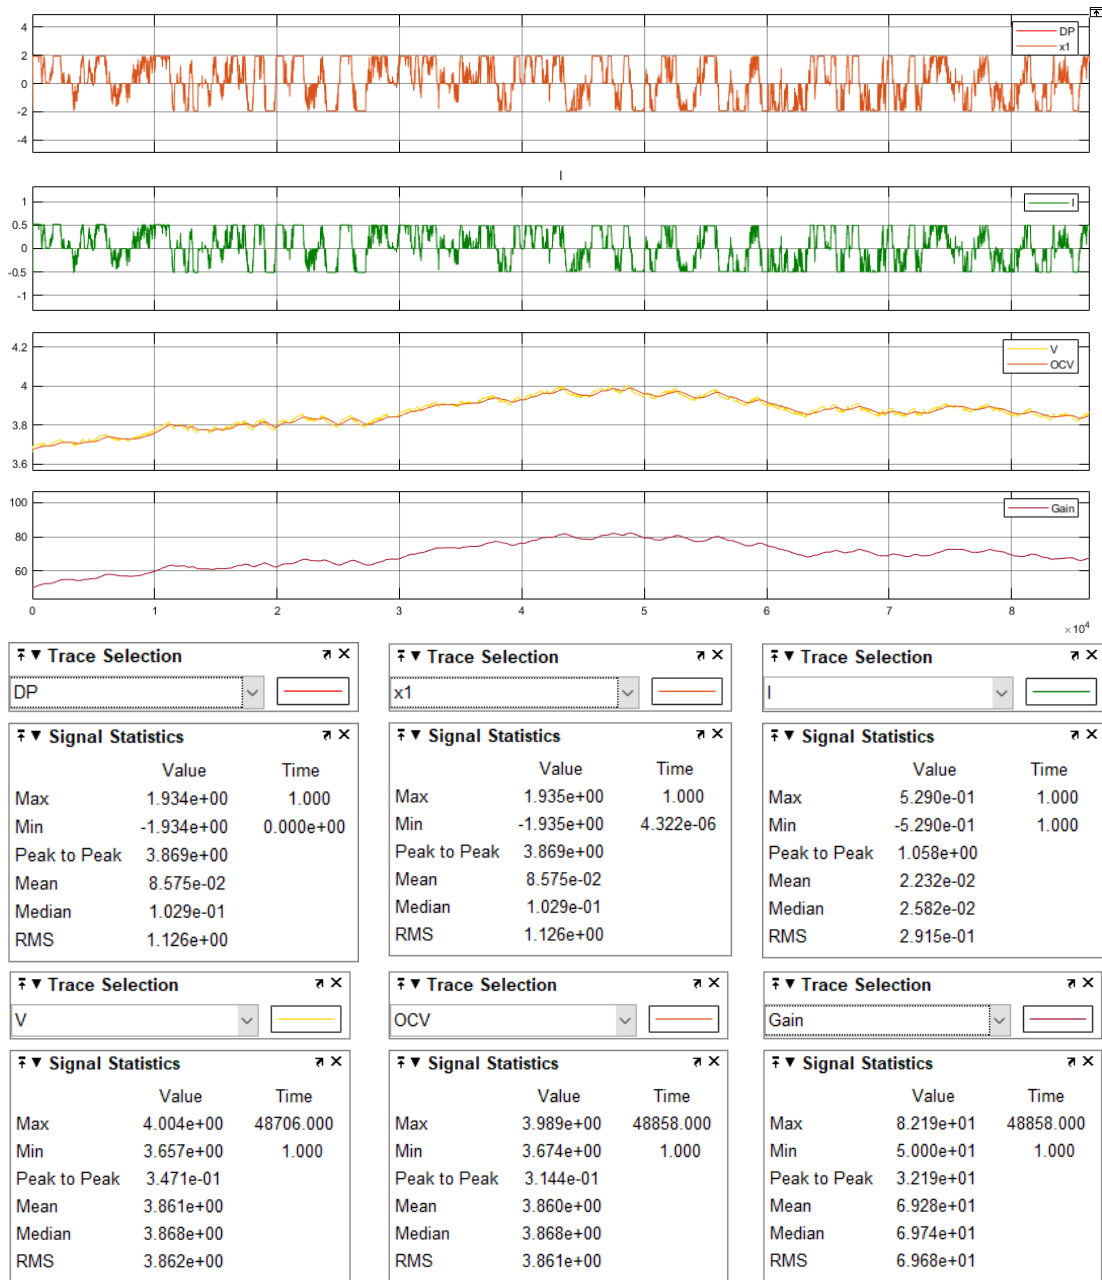 4
2
0
-2
-4
DP
x1
I
1
0.5
0
-0.5
-1
I
4.2
4
3.8
3.6
V
OCV
100
80
60
Gain
0 1 2 3 4 5 6 7 8
×10^4
Trace Selection
DP
Signal Statistics
Value Time
Max 1.934e+00 1.000
Min -1.934e+00 0.000e+00
Peak to Peak 3.869e+00
Mean 8.575e-02
Median 1.029e-01
RMS 1.126e+00
Trace Selection
x1
Signal Statistics
Value Time
Max 1.935e+00 1.000
Min -1.935e+00 4.322e-06
Peak to Peak 3.869e+00
Mean 8.575e-02
Median 1.029e-01
RMS 1.126e+00
Trace Selection
I
Signal Statistics
Value Time
Max 5.290e-01 1.000
Min -5.290e-01 1.000
Peak to Peak 1.058e+00
Mean 2.232e-02
Median 2.582e-02
RMS 2.915e-01
Trace Selection
V
Signal Statistics
Value Time
Max 4.004e+00 48706.000
Min 3.657e+00 1.000
Peak to Peak 3.471e-01
Mean 3.861e+00
Median 3.868e+00
RMS 3.862e+00
Trace Selection
OCV
Signal Statistics
Value Time
Max 3.989e+00 48858.000
Min 3.674e+00 1.000
Peak to Peak 3.144e-01
Mean 3.860e+00
Median 3.868e+00
RMS 3.861e+00
Trace Selection
Gain
Signal Statistics
Value Time
Max 8.219e+01 48858.000
Min 5.000e+01 1.000
Peak to Peak 3.219e+01
Mean 6.928e+01
Median 6.974e+01
RMS 6.968e+01